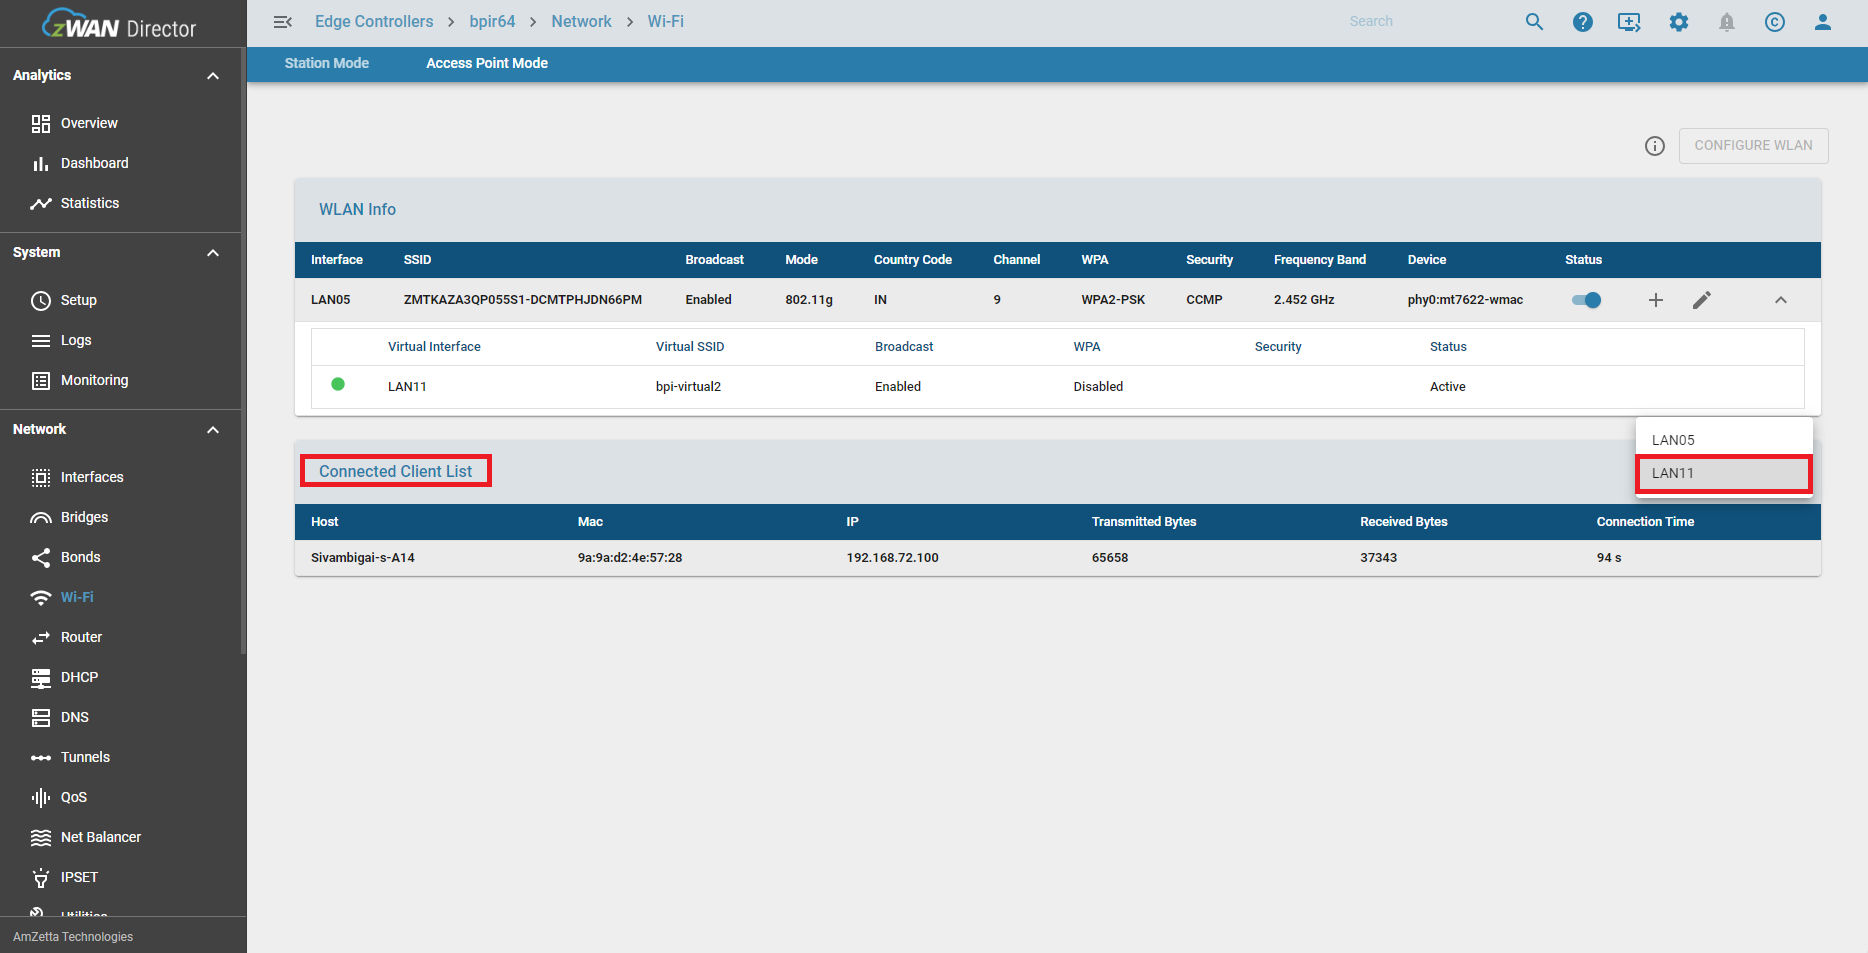 zWAN Director
Edge Controllers > bpir64 > Network > Wi-Fi
Search
Station Mode
Access Point Mode
Analytics
Overview
Dashboard
Statistics
System
Setup
Logs
Monitoring
Network
Interfaces
Bridges
Bonds
Wi-Fi
Router
DHCP
DNS
Tunnels
QoS
Net Balancer
IPSET
Utilities
AmZetta Technologies
CONFIGURE WLAN
WLAN Info
Interface SSID Broadcast Mode Country Code Channel WPA Security Frequency Band Device Status
LAN05 ZMTKAZA3QP055S1-DCMTPHJDN66PM Enabled 802.11g IN 9 WPA2-PSK CCMP 2.452 GHz phy0:mt7622-wmac
Virtual Interface Virtual SSID Broadcast WPA Security Status
LAN11 bpi-virtual2 Enabled Disabled Active
LAN05
LAN11
Connected Client List
Host Mac IP Transmitted Bytes Received Bytes Connection Time
Sivambigai-s-A14 9a:9a:d2:4e:57:28 192.168.72.100 65658 37343 94 s